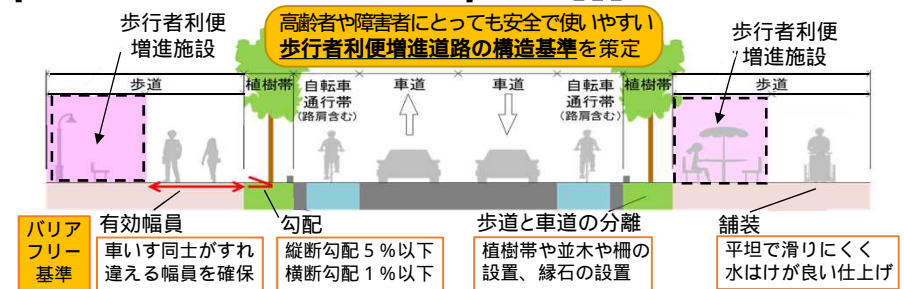 高齢者や障害者にとっても安全で使いやすい
歩行者利便増進道路の構造基準を策定
歩行者利便
増進施設
歩行者利便
増進施設
歩道
植樹帯
自転車
通行帯
(路肩含む)
車道
車道
自転車
通行帯
(路肩含む)
植樹帯
歩道
バリア
フリー
基準
有効幅員
車いす同士がすれ
違える幅員を確保
勾配
縦断勾配5%以下
横断勾配1%以下
歩道と車道の分離
植樹帯や並木や柵の
設置、縁石の設置
舗装
平坦で滑りにくく
水はけが良い仕上げ